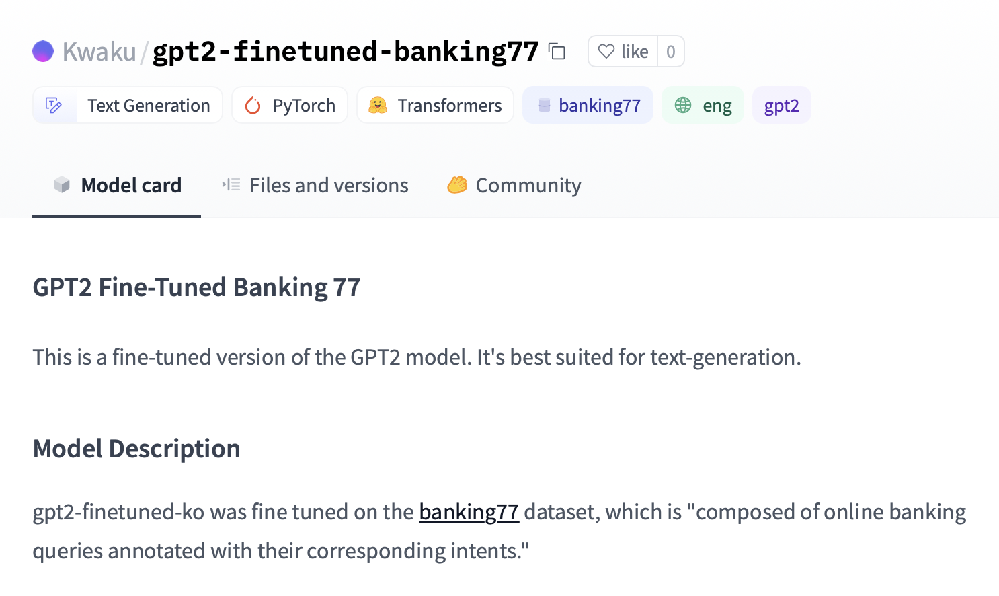 Kwaku/gpt2-finetuned-banking77 like 0
Text Generation PyTorch Transformers banking77 eng gpt2
Model card Files and versions Community
GPT2 Fine-Tuned Banking 77
This is a fine-tuned version of the GPT2 model. It's best suited for text-generation.
Model Description
gpt2-finetuned-ko was fine tuned on the banking77 dataset, which is "composed of online banking
queries annotated with their corresponding intents."